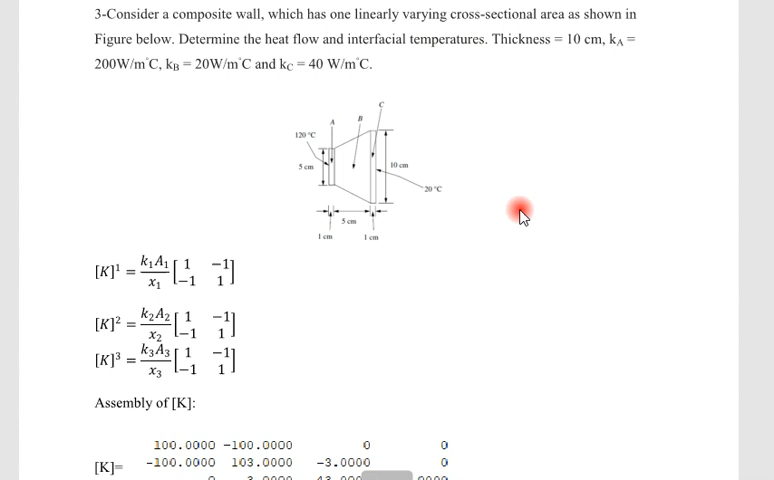 3-Consider a composite wall, which has one linearly varying cross-sectional area as shown in
Figure below. Determine the heat flow and interfacial temperatures. Thickness = 10 cm, kA =
200W/m°C, kB = 20W/m°C and kC = 40 W/m°C.
C
B
A
120 °C
5 cm
10 cm
20 °C
5 cm
1 cm
1 cm
[K]¹ = k₁A₁/x₁ [1 −1; −1 1]
[K]² = k₂A₂/x₂ [1 −1; −1 1]
[K]³ = k₃A₃/x₃ [1 −1; −1 1]
Assembly of [K]:
100.0000 -100.0000 0 0
-100.0000 103.0000 -3.0000 0
[K]=